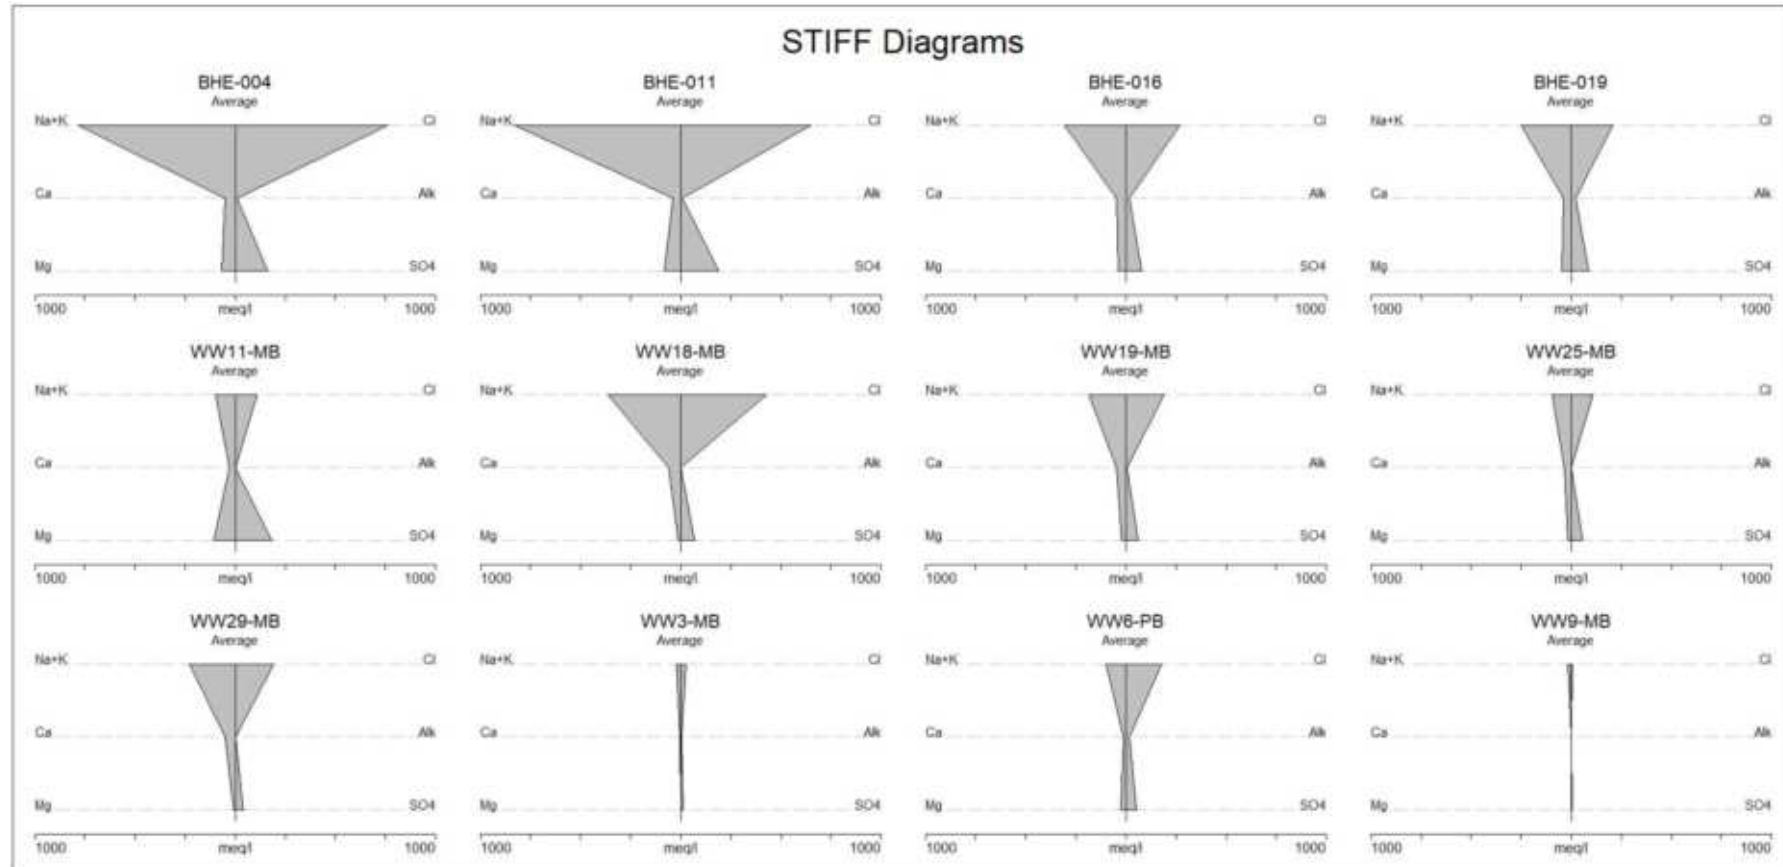 STIFF Diagrams
BHE-004 BHE-011 BHE-016 BHE-019
Average Average Average Average
Na+K Cl Na+K Cl Na+K Cl Na+K Cl
Ca Alk Ca Alk Ca Alk Ca Alk
Mg SO4 Mg SO4 Mg SO4 Mg SO4
1000 meq/l 1000 1000 meq/l 1000 1000 meq/l 1000 1000 meq/l 1000
WW11-MB WW18-MB WW19-MB WW25-MB
Average Average Average Average
Na+K Cl Na+K Cl Na+K Cl Na+K Cl
Ca Alk Ca Alk Ca Alk Ca Alk
Mg SO4 Mg SO4 Mg SO4 Mg SO4
1000 meq/l 1000 1000 meq/l 1000 1000 meq/l 1000 1000 meq/l 1000
WW29-MB WW3-MB WW6-PB WW9-MB
Average Average Average Average
Na+K Cl Na+K Cl Na+K Cl Na+K Cl
Ca Alk Ca Alk Ca Alk Ca Alk
Mg SO4 Mg SO4 Mg SO4 Mg SO4
1000 meq/l 1000 1000 meq/l 1000 1000 meq/l 1000 1000 meq/l 1000